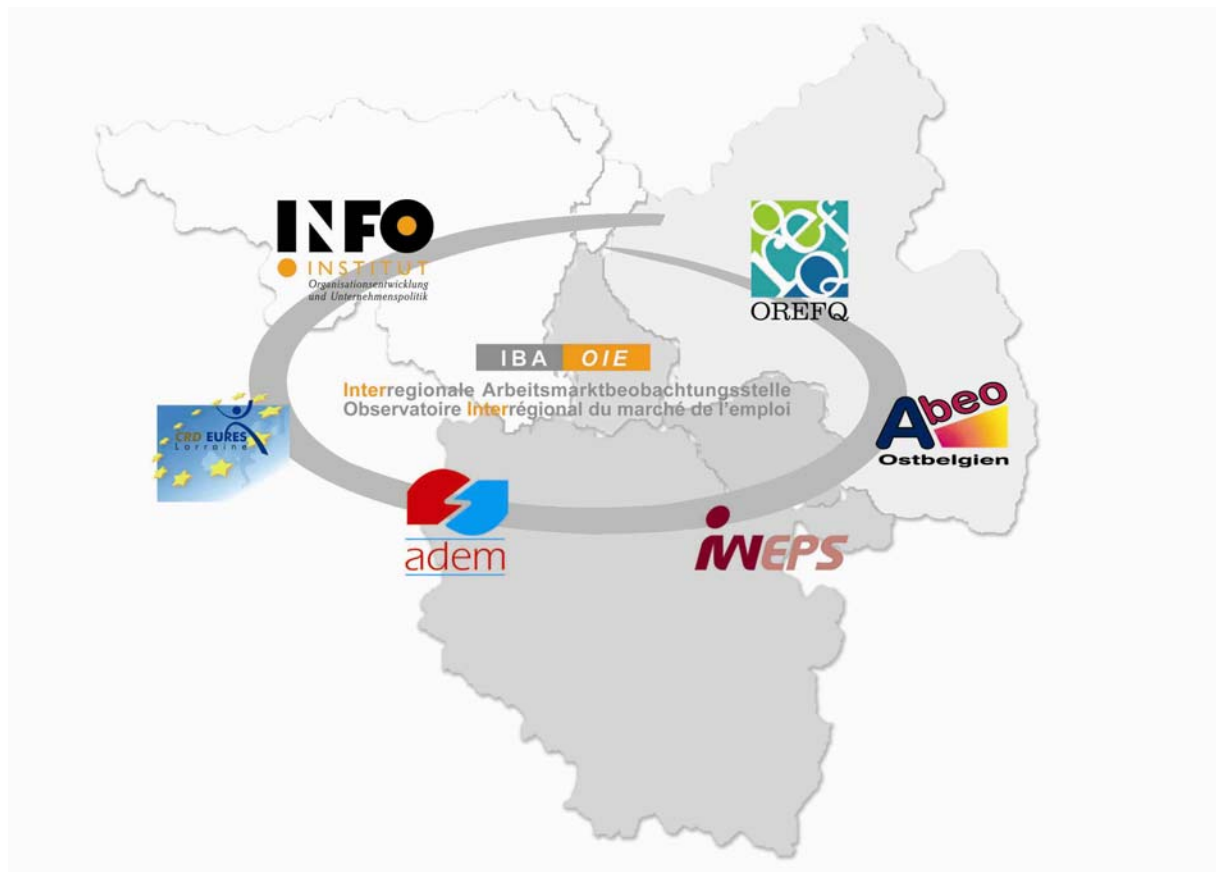 INFO
INSTITUT
Organisationsentwicklung
und Unternehmenspolitik
oref
q
OREFQ
IBA OIE
Interregionale Arbeitsmarktbeobachtungsstelle
Observatoire Interrégional du marché de l'emploi
CRD EURES
Lorraine
Abeo
Ostbelgien
adem
iWEPS